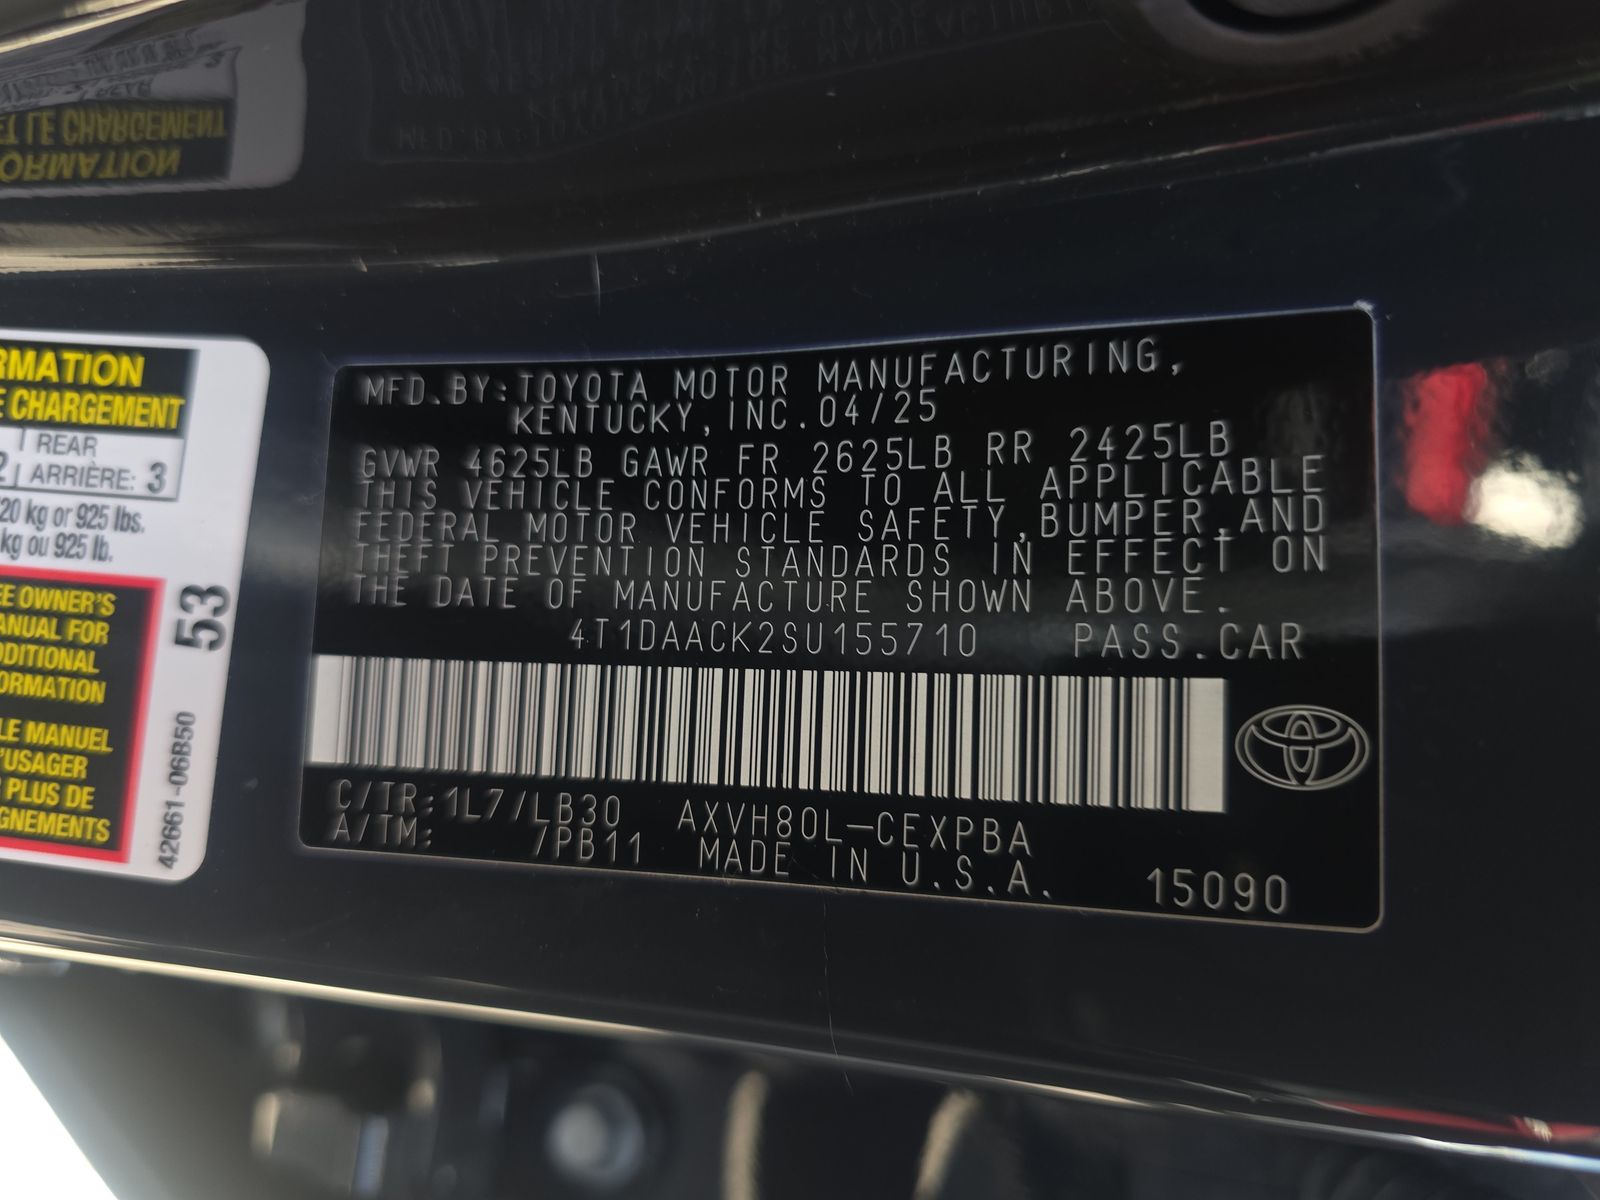 RMATION
E CHARGEMENT
REAR
ARRIÈRE: 3
20 kg or 925 lbs.
kg ou 925 lb.
EE OWNER'S
ANUAL FOR
DDITIONAL
ORMATION
LE MANUEL
'USAGER
PLUS DE
GNEMENTS
53
42661-06B50
MFD.BY:TOYOTA MOTOR MANUFACTURING,
KENTUCKY,INC.04/25
GVWR 4625LB GAWR FR 2625LB RR 2425LB
THIS VEHICLE CONFORMS TO ALL APPLICABLE
FEDERAL MOTOR VEHICLE SAFETY,BUMPER,AND
THEFT PREVENTION STANDARDS IN EFFECT ON
THE DATE OF MANUFACTURE SHOWN ABOVE.
4T1DAACK2SU155710 PASS.CAR
C/TR:1L7/LB30 AXVH80L-CEXPBA
A/TM: /PB11 MADE IN U.S.A. 15090